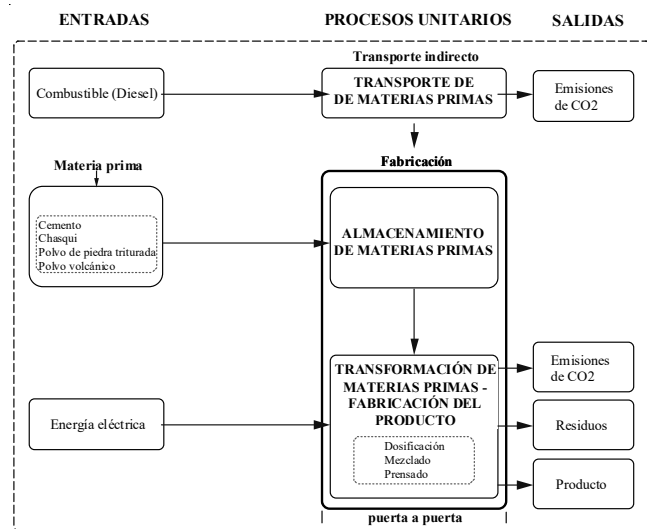 ENTRADAS
PROCESOS UNITARIOS
SALIDAS
Transporte indirecto
Combustible (Diesel)
TRANSPORTE DE
DE MATERIAS PRIMAS
Emisiones
de CO2
Fabricación
Materia prima
Cemento
Chasqui
Polvo de piedra triturada
Polvo volcánico
ALMACENAMIENTO
DE MATERIAS PRIMAS
TRANSFORMACIÓN DE
MATERIAS PRIMAS -
FABRICACIÓN DEL
PRODUCTO
Emisiones
de CO2
Energía eléctrica
Dosificación
Mezclado
Prensado
Residuos
Producto
puerta a puerta